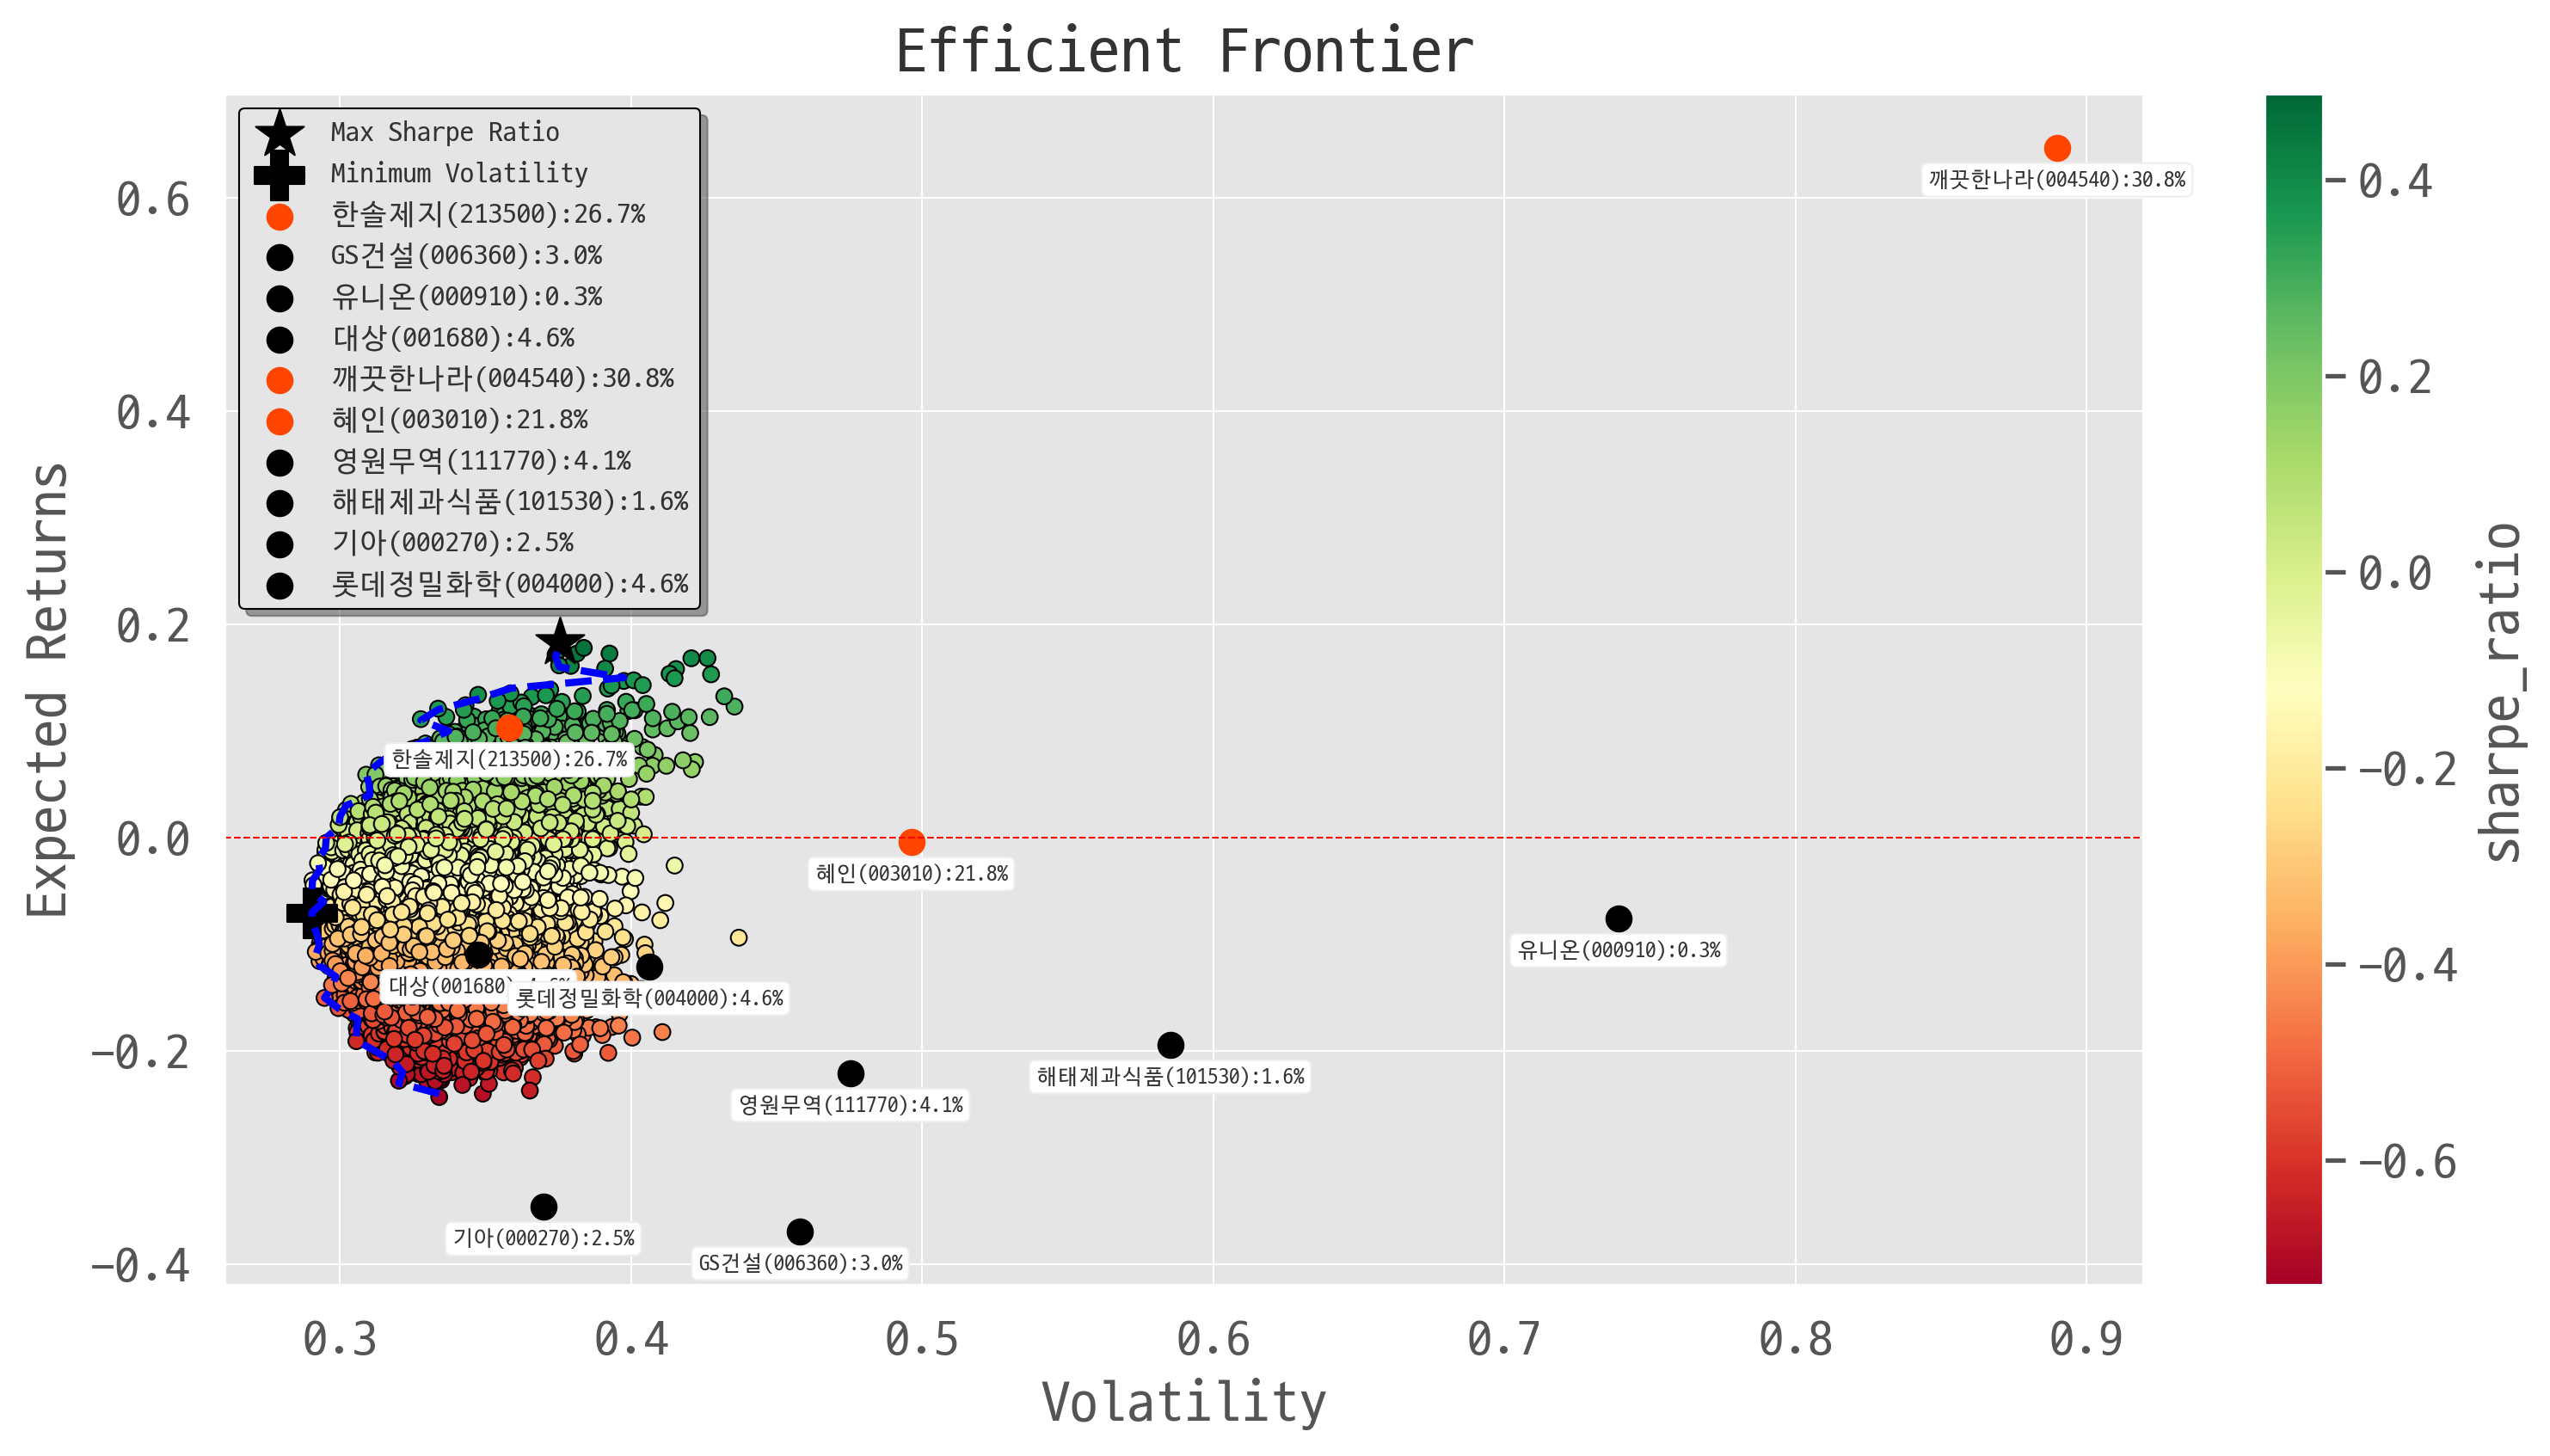 Efficient Frontier
Max Sharpe Ratio
Minimum Volatility
한솔제지(213500):26.7%
GS건설(006360):3.0%
유니온(000910):0.3%
대상(001680):4.6%
깨끗한나라(004540):30.8%
혜인(003010):21.8%
영원무역(111770):4.1%
해태제과식품(101530):1.6%
기아(000270):2.5%
롯데정밀화학(004000):4.6%
깨끗한나라(004540):30.8%
한솔제지(213500):26.7%
혜인(003010):21.8%
유니온(000910):0.3%
대상(001680):4.6%
롯데정밀화학(004000):4.6%
해태제과식품(101530):1.6%
영원무역(111770):4.1%
기아(000270):2.5%
GS건설(006360):3.0%
Expected Returns
0.6
0.4
0.2
0.0
−0.2
−0.4
0.3 0.4 0.5 0.6 0.7 0.8 0.9
Volatility
0.4
0.2
0.0
−0.2
−0.4
−0.6
sharpe_ratio